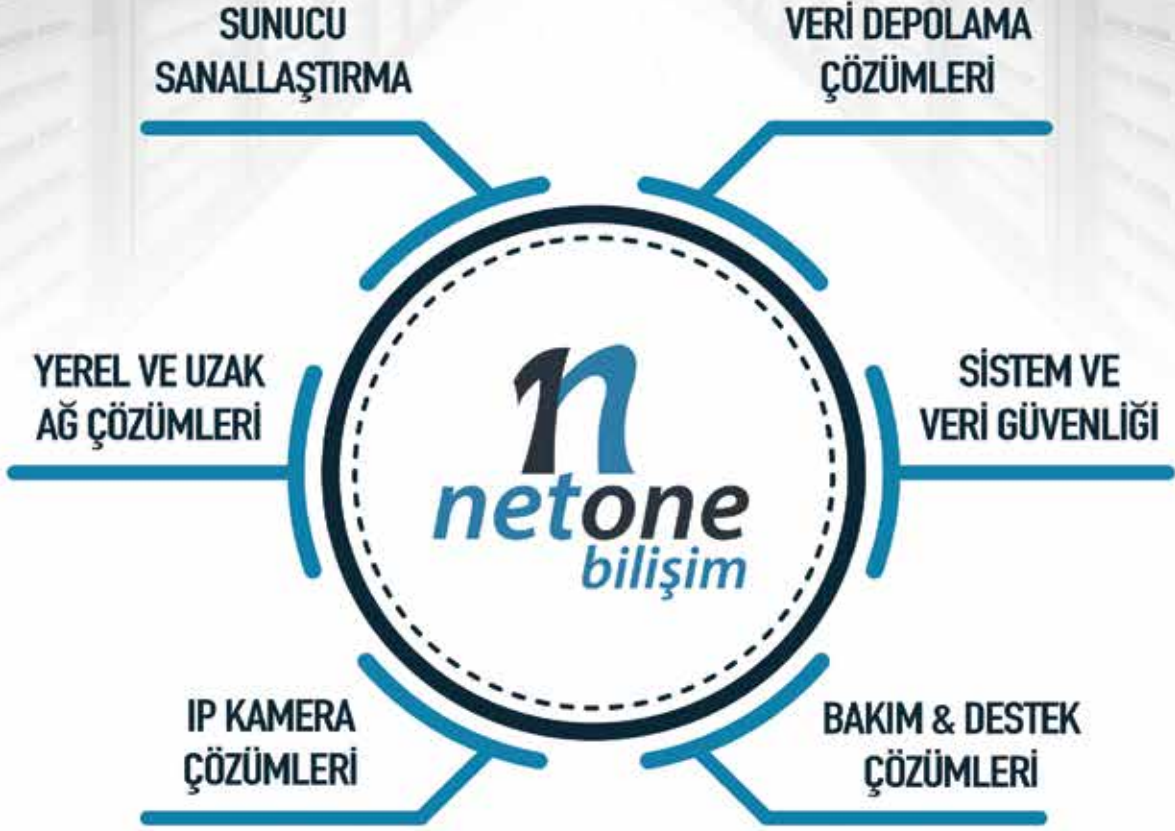 SUNUCU
SANALLAŞTIRMA
VERİ DEPOLAMA
ÇÖZÜMLERİ
YEREL VE UZAK
AĞ ÇÖZÜMLERİ
SİSTEM VE
VERİ GÜVENLİĞİ
netone
bilişim
IP KAMERA
ÇÖZÜMLERİ
BAKIM & DESTEK
ÇÖZÜMLERİ